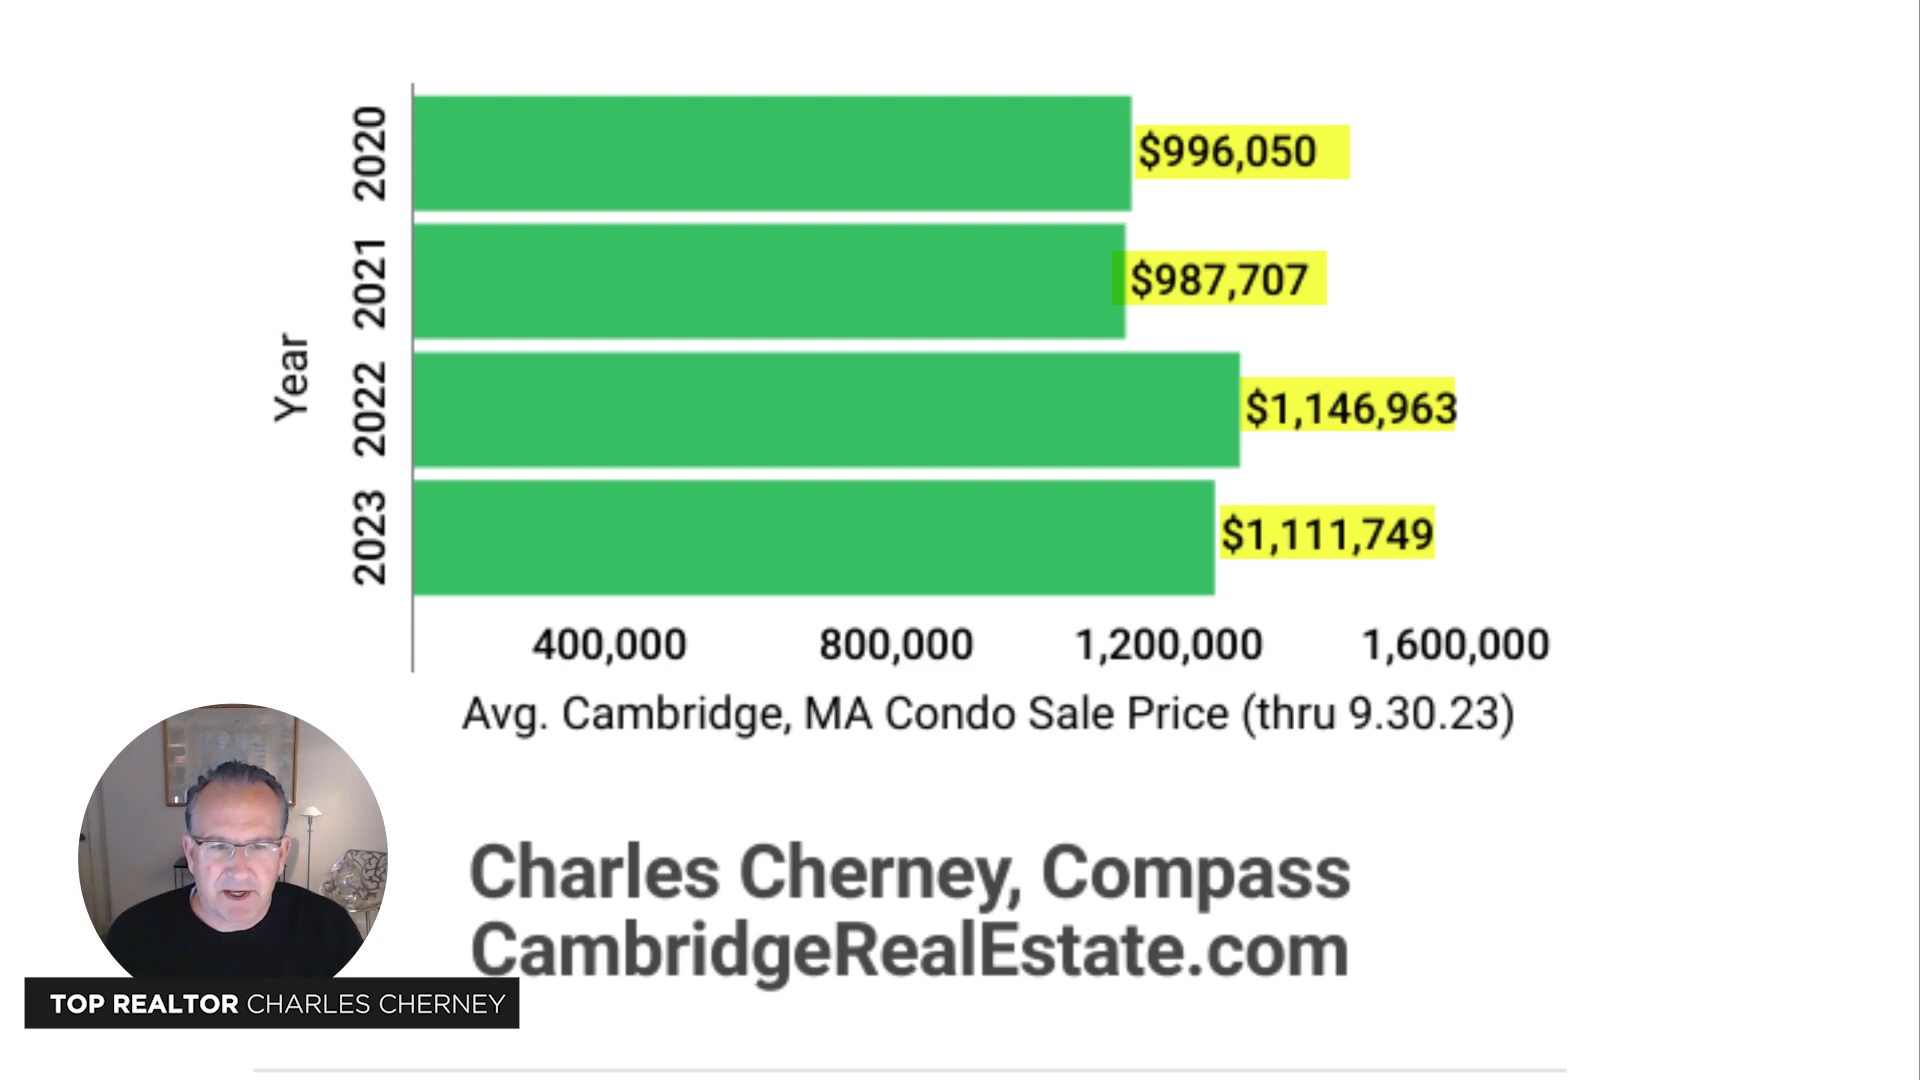 2020
$996,050
2021
$987,707
Year
2022
$1,146,963
2023
$1,111,749
400,000 800,000 1,200,000 1,600,000
Avg. Cambridge, MA Condo Sale Price (thru 9.30.23)
Charles Cherney, Compass
CambridgeRealEstate.com
TOP REALTOR CHARLES CHERNEY